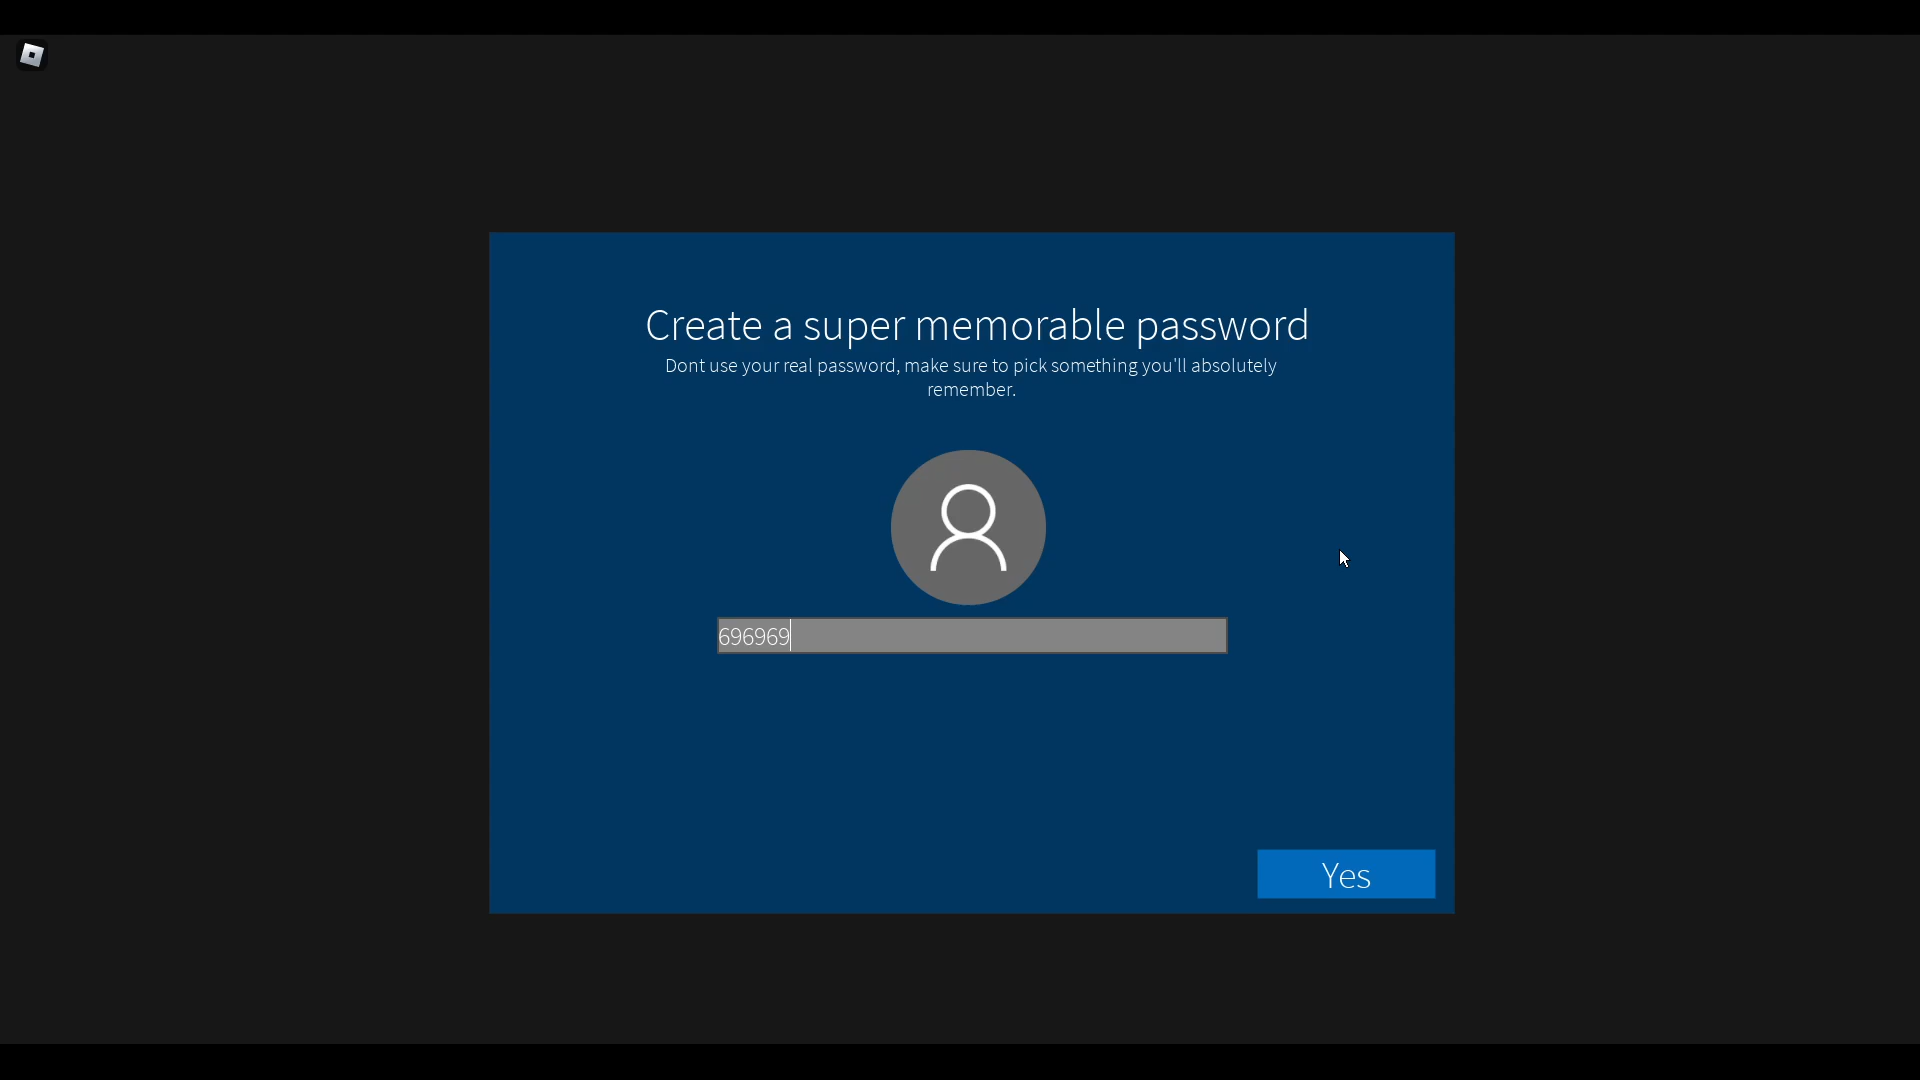 Create a super memorable password
Dont use your real password, make sure to pick something you'll absolutely
remember.
696969
Yes